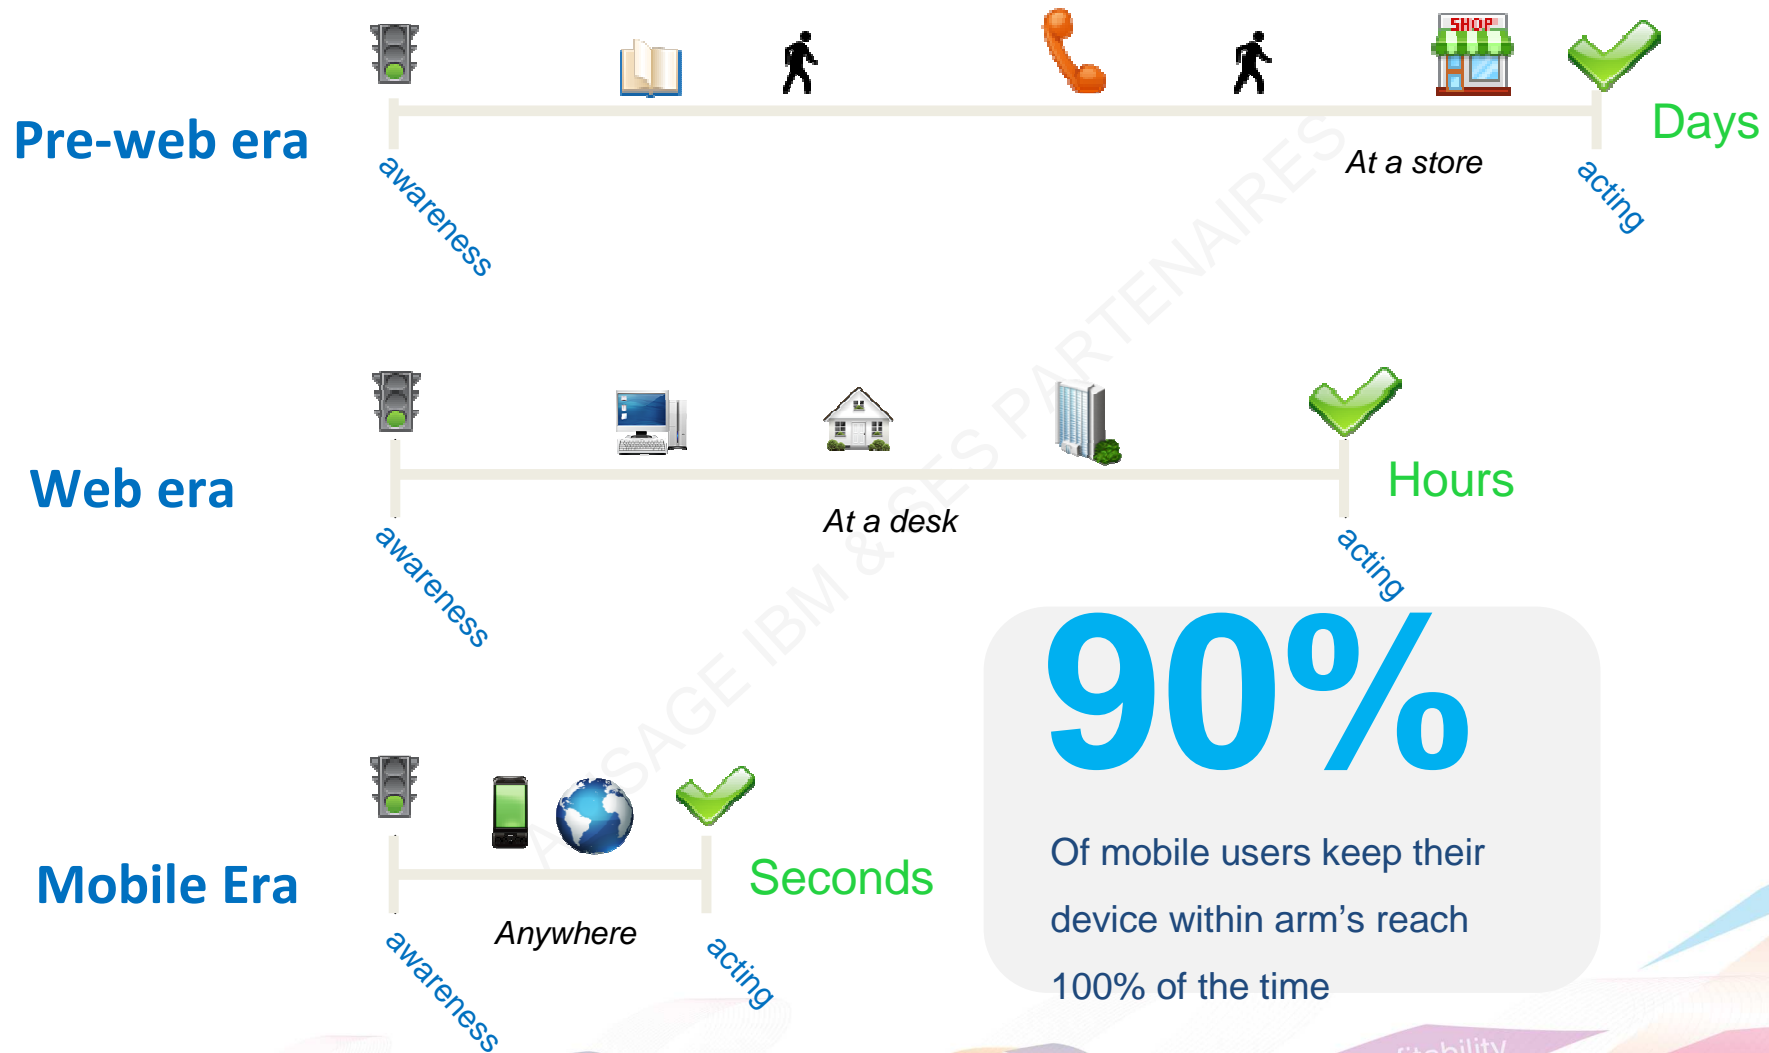 SHOP
Pre-web era
Days
At a store
awareness
acting
Web era
Hours
At a desk
awareness
acting
90%
Of mobile users keep their
device within arm’s reach
100% of the time
Mobile Era
Seconds
Anywhere
awareness
acting
SAGE IBM & SES PARTENAIRES